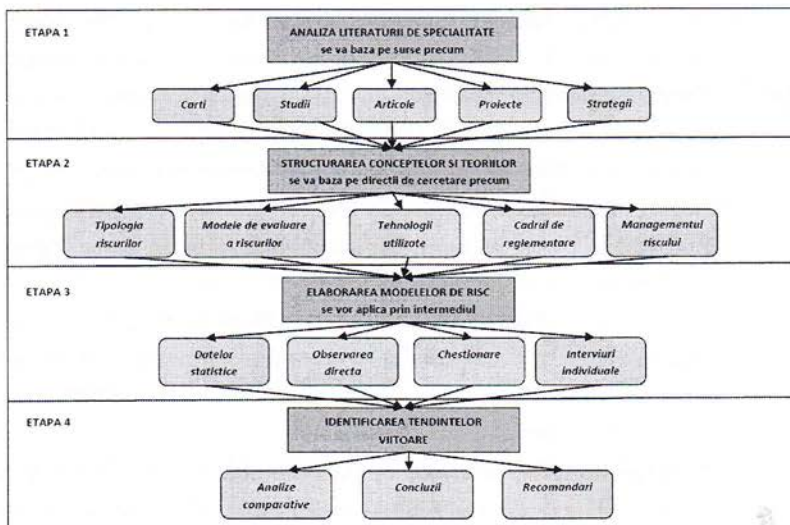 ETAPA 1
ANALIZA LITERATURII DE SPECIALITATE
se va baza pe surse precum
Carti
Studii
Articole
Proiecte
Strategii
ETAPA 2
STRUCTURAREA CONCEPTELOR SI TEORIILOR
se va baza pe directii de cercetare precum
Tipologia
riscurilor
Modele de evaluare
a riscurilor
Tehnologii
utilizate
Cadrul de
reglementare
Managementul
riscului
ETAPA 3
ELABORAREA MODELELOR DE RISC
se vor aplica prin intermediul
Datelor
statistice
Observarea
directa
Chestionare
Interviuri
individuale
ETAPA 4
IDENTIFICAREA TENDINTELOR
VIITOARE
Analize
comparative
Concluzii
Recomandari